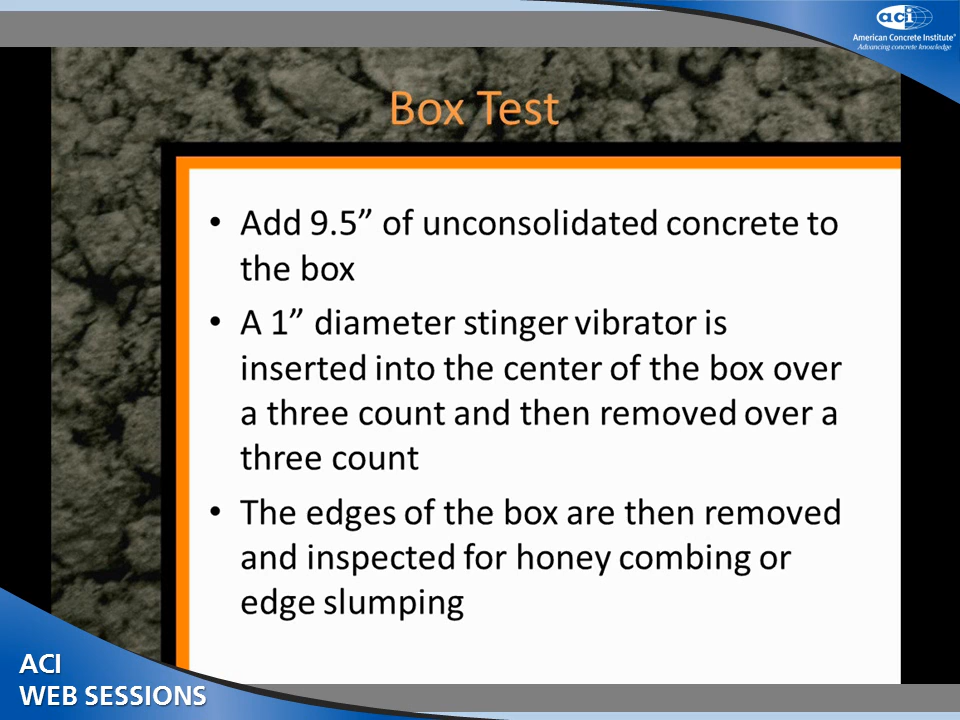 aci
American Concrete Institute®
Advancing concrete knowledge
Box Test
• Add 9.5” of unconsolidated concrete to
the box
• A 1” diameter stinger vibrator is
inserted into the center of the box over
a three count and then removed over a
three count
• The edges of the box are then removed
and inspected for honey combing or
edge slumping
ACI
WEB SESSIONS